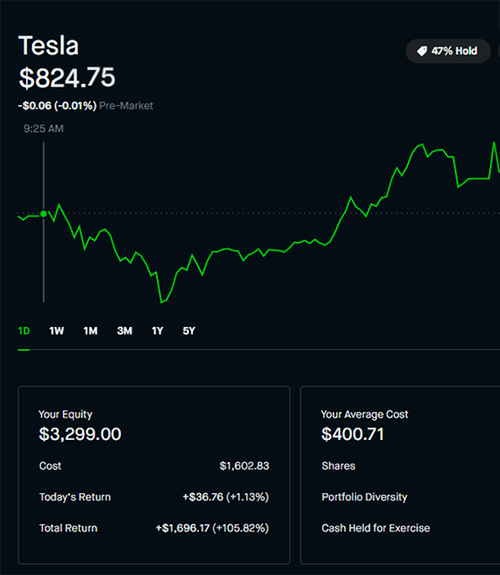 Tesla
$824.75
47% Hold
-$0.06 (-0.01%) Pre-Market
9:25 AM
1D 1W 1M 3M 1Y 5Y
Your Equity
$3,299.00
Cost $1,602.83
Today's Return +$36.76 (+1.13%)
Total Return +$1,696.17 (+105.82%)
Your Average Cost
$400.71
Shares
Portfolio Diversity
Cash Held for Exercise